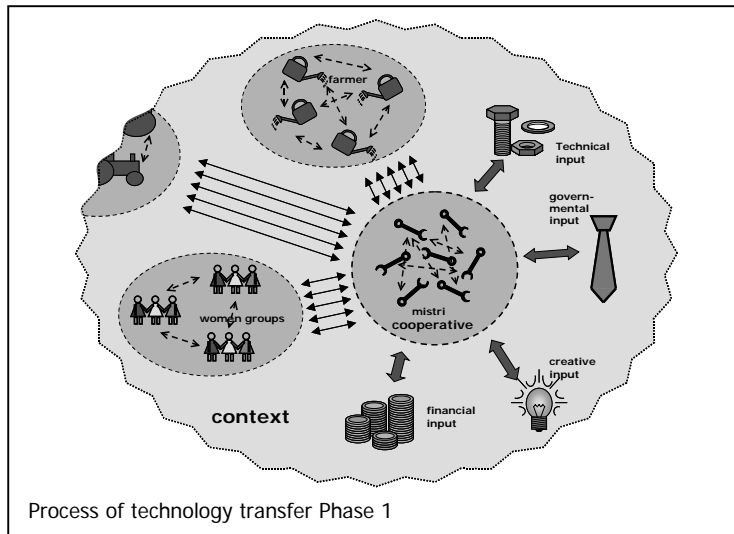 farmer
Technical
input
govern-
mental
input
mistri
cooperative
women groups
creative
input
financial
input
context
Process of technology transfer Phase 1